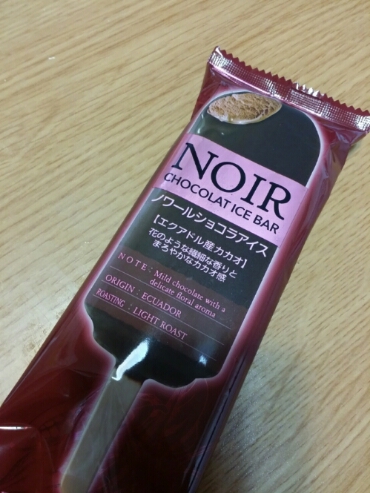 NOIR
CHOCOLAT ICE BAR
ノワールショコラアイス
【エクアドル産カカオ】
花のような繊細な香りと
まろやかなカカオ感
NOTE : Mild chocolate with a
delicate floral aroma
ORIGIN : ECUADOR
ROASTING : LIGHT ROAST